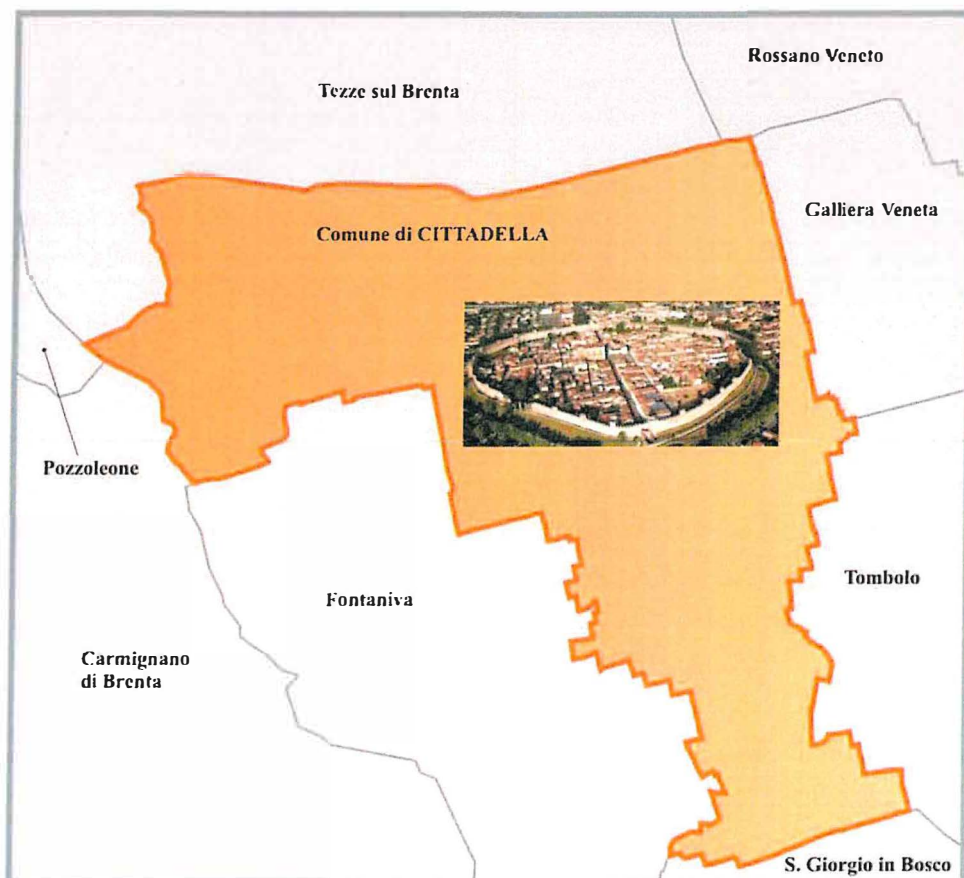 Rossano Veneto
Tezze sul Brenta
Galliera Veneta
Comune di CITTADELLA
Pozzoleone
Tombolo
Fontaniva
Carmignano
di Brenta
S. Giorgio in Bosco